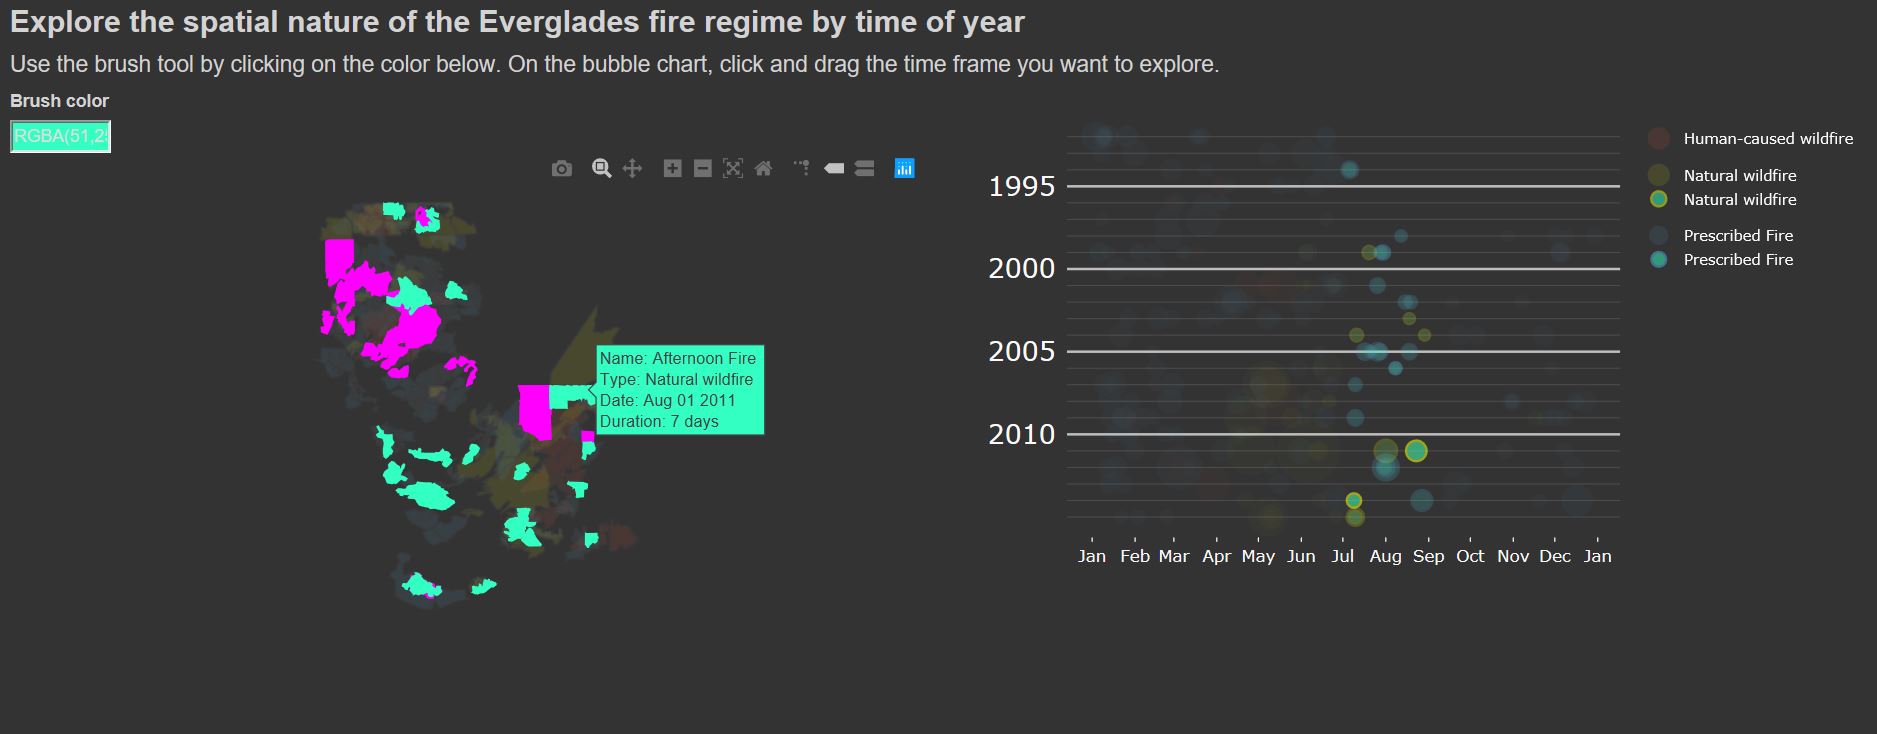 Explore the spatial nature of the Everglades fire regime by time of year
Use the brush tool by clicking on the color below. On the bubble chart, click and drag the time frame you want to explore.
Brush color
RGBA(51,25
Name: Afternoon Fire
Type: Natural wildfire
Date: Aug 01 2011
Duration: 7 days
1995
2000
2005
2010
Jan Feb Mar Apr May Jun Jul Aug Sep Oct Nov Dec Jan
Human-caused wildfire
Natural wildfire
Natural wildfire
Prescribed Fire
Prescribed Fire